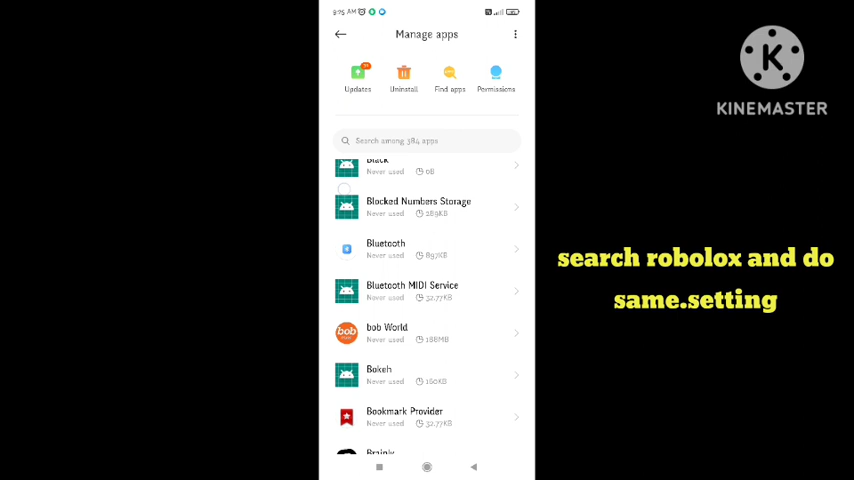 9:25 AM
Manage apps
Updates
Uninstall
Find apps
Permissions
Search among 384 apps
Black
Never used 0B
Blocked Numbers Storage
Never used 289KB
Bluetooth
Never used 897KB
Bluetooth MIDI Service
Never used 32.77KB
bob World
Never used 186MB
Bokeh
Never used 160KB
Bookmark Provider
Never used 32.77KB
Brainly
K
KINEMASTER
search robolox and do
same.setting